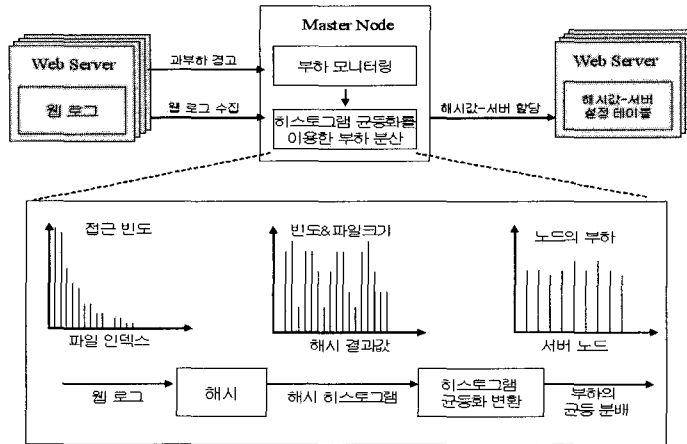 Master Node
Web Server
웹 로그
과부하 경고
웹 로그 수집
부하 모니터링
히스토그램 균등화를
이용한 부하 분산
해시값-서버 할당
Web Server
해시값-서버
설정 테이블
접근 빈도
파일 인덱스
빈도&파일크기
해시 결과값
노드의 부하
서버 노드
웹 로그
해시
해시 히스토그램
히스토그램
균등화 변환
부하의
균등 분배